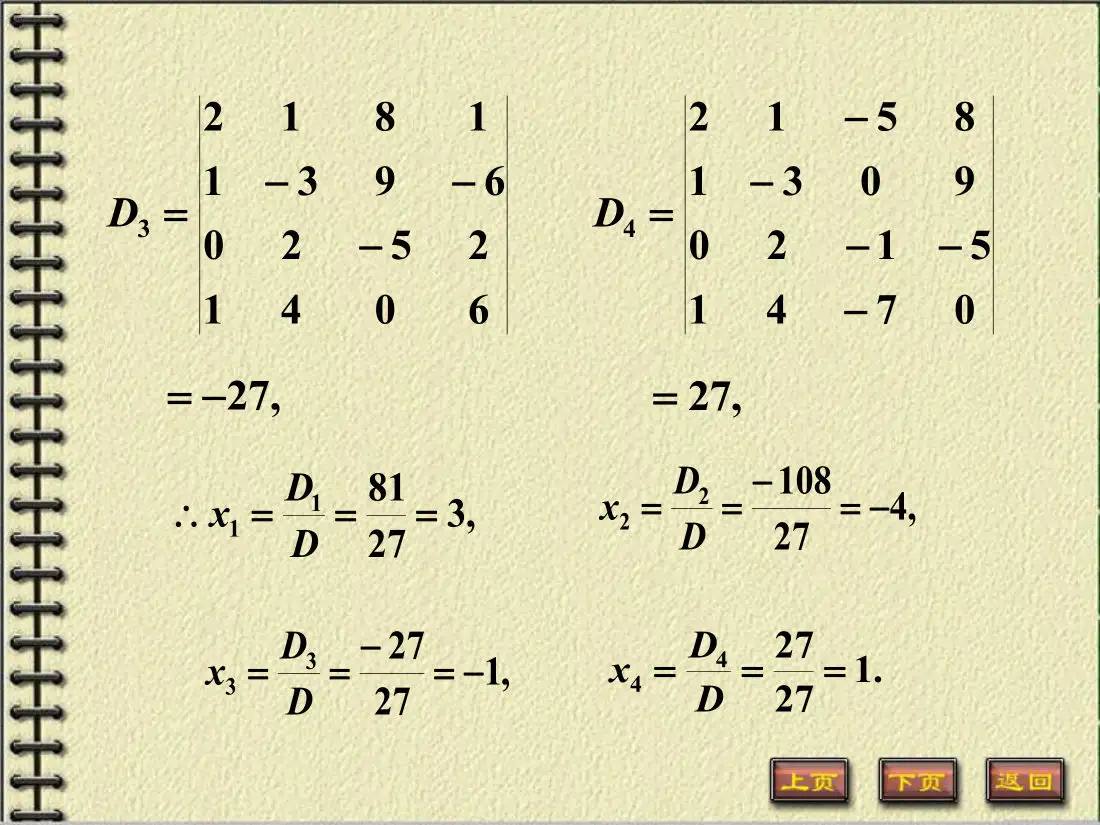 D₃ = | 2 1 8 1 |
| 1 −3 9 −6 |
| 0 2 −5 2 |
| 1 4 0 6 |
= −27,
D₄ = | 2 1 −5 8 |
| 1 −3 0 9 |
| 0 2 −1 −5 |
| 1 4 −7 0 |
= 27,
∴ x₁ = D₁/D = 81/27 = 3,
x₂ = D₂/D = −108/27 = −4,
x₃ = D₃/D = −27/27 = −1,
x₄ = D₄/D = 27/27 = 1.
上页 下页 返回